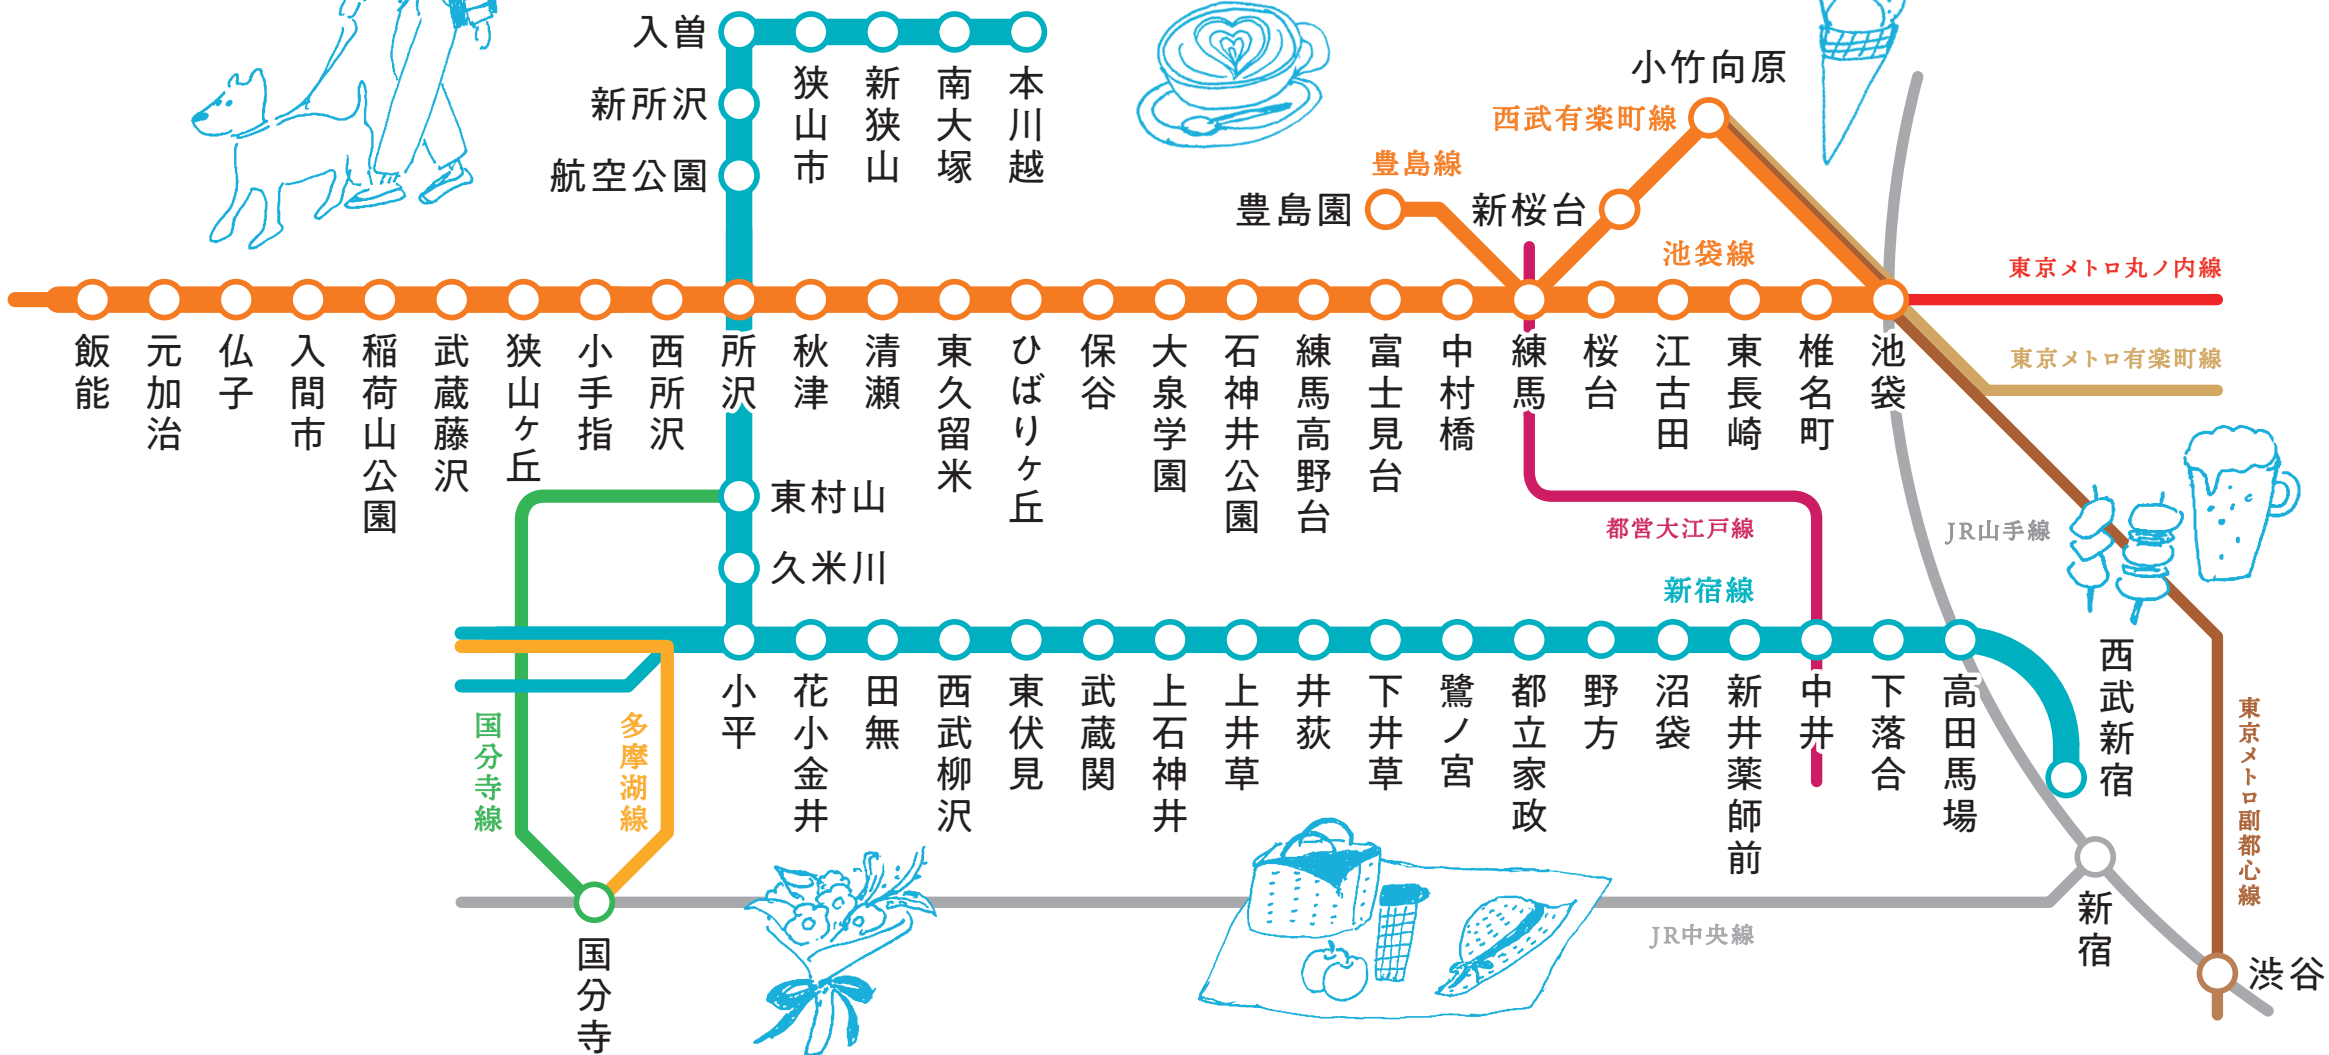 入曽
狭山市
新狭山
南大塚
本川越
新所沢
航空公園
小竹向原
西武有楽町線
豊島線
豊島園
新桜台
池袋線
東京メトロ丸ノ内線
東京メトロ有楽町線
飯能
元加治
仏子
入間市
稲荷山公園
武蔵藤沢
狭山ヶ丘
小手指
西所沢
所沢
秋津
清瀬
東久留米
ひばりヶ丘
保谷
大泉学園
石神井公園
練馬高野台
富士見台
中村橋
練馬
桜台
江古田
東長崎
椎名町
池袋
東村山
久米川
都営大江戸線
JR山手線
新宿線
国分寺線
多摩湖線
小平
花小金井
田無
西武柳沢
東伏見
武蔵関
上石神井
上井草
井荻
下井草
鷺ノ宮
都立家政
野方
沼袋
新井薬師前
中井
下落合
高田馬場
西武新宿
東京メトロ副都心線
国分寺
JR中央線
新宿
渋谷